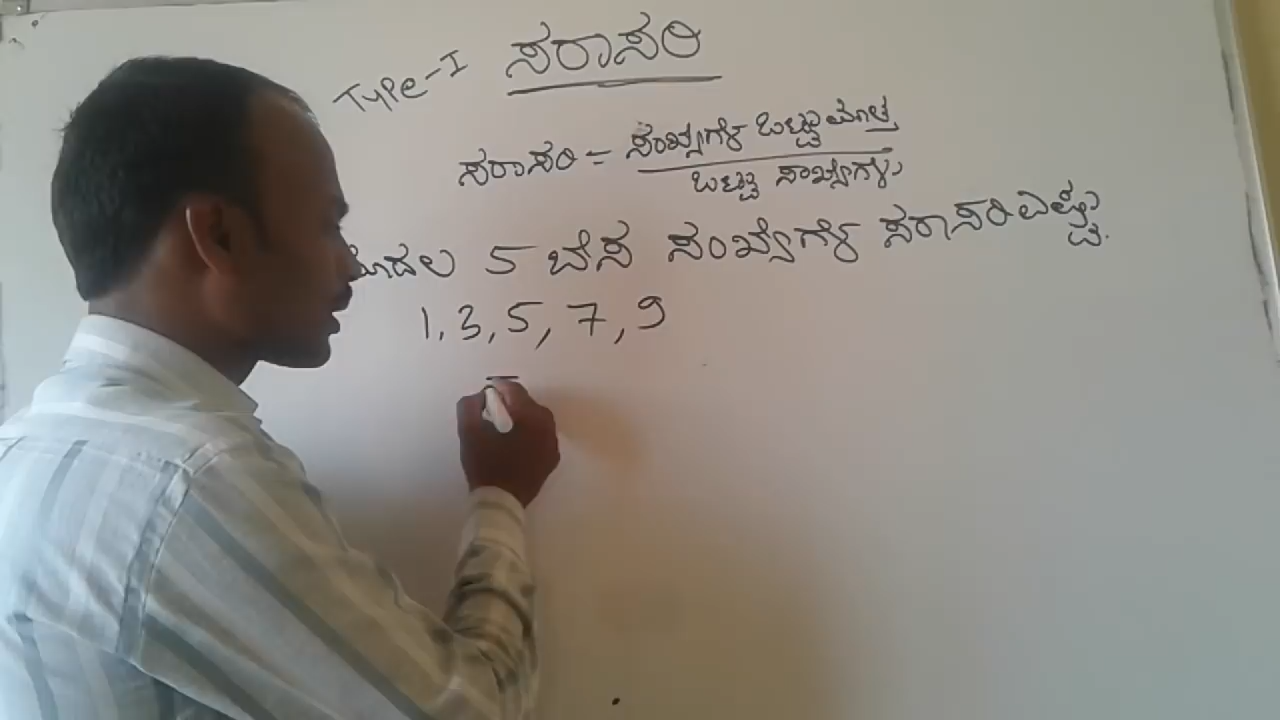 Type-I ಸರಾಸರಿ
ಸರಾಸರಿ = ಸಂಖ್ಯೆಗಳ ಒಟ್ಟು ಮೊತ್ತ
ಒಟ್ಟು ಸಂಖ್ಯೆಗಳು
ಮೊದಲ 5 ಬೆಸ ಸಂಖ್ಯೆಗಳ ಸರಾಸರಿ ಎಷ್ಟು.
1, 3, 5, 7, 9